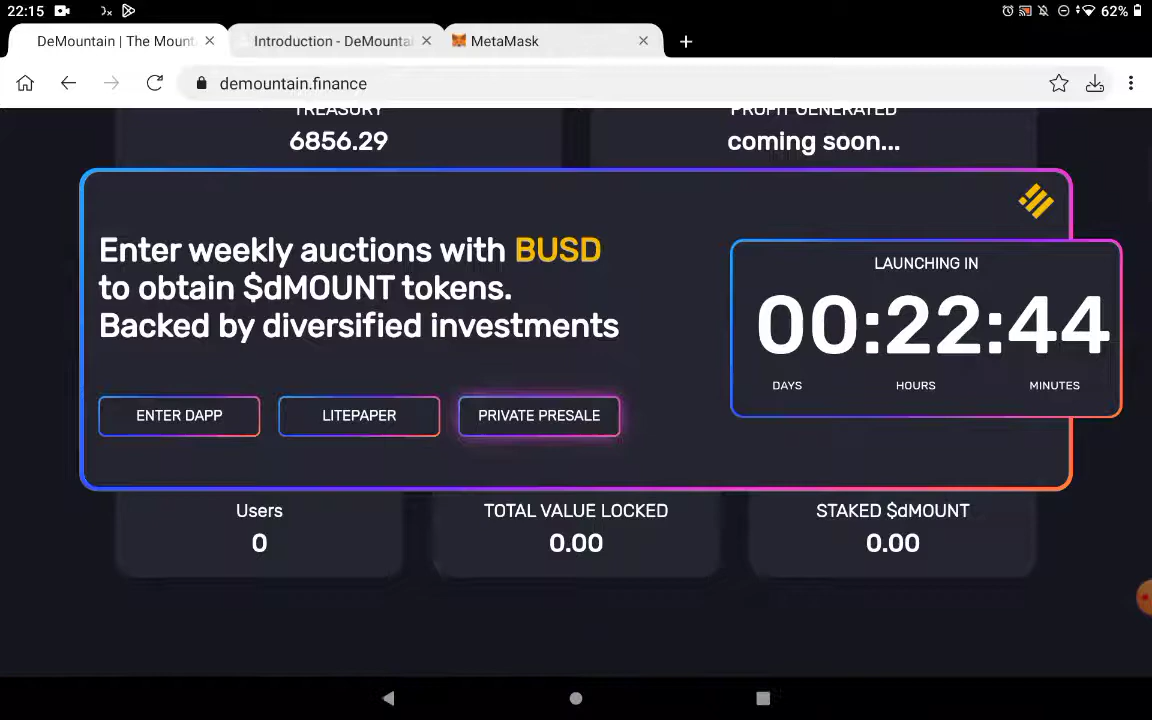 22:15
62%
DeMountain | The Mount
Introduction - DeMountai
MetaMask
demountain.finance
TREASURY
6856.29
PROFIT GENERATED
coming soon...
Enter weekly auctions with BUSD
to obtain $dMOUNT tokens.
Backed by diversified investments
ENTER DAPP
LITEPAPER
PRIVATE PRESALE
LAUNCHING IN
00:22:44
DAYS
HOURS
MINUTES
Users
0
TOTAL VALUE LOCKED
0.00
STAKED $dMOUNT
0.00